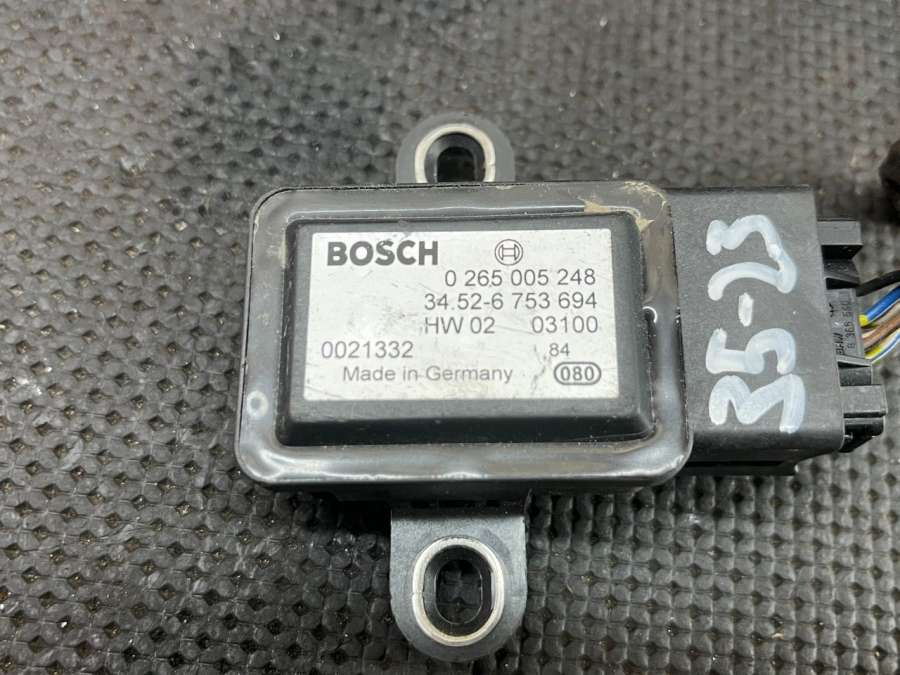 BOSCH
0 265 005 248
34.52-6 753 694
HW 02 03100
0021332 84
Made in Germany 080
35-23